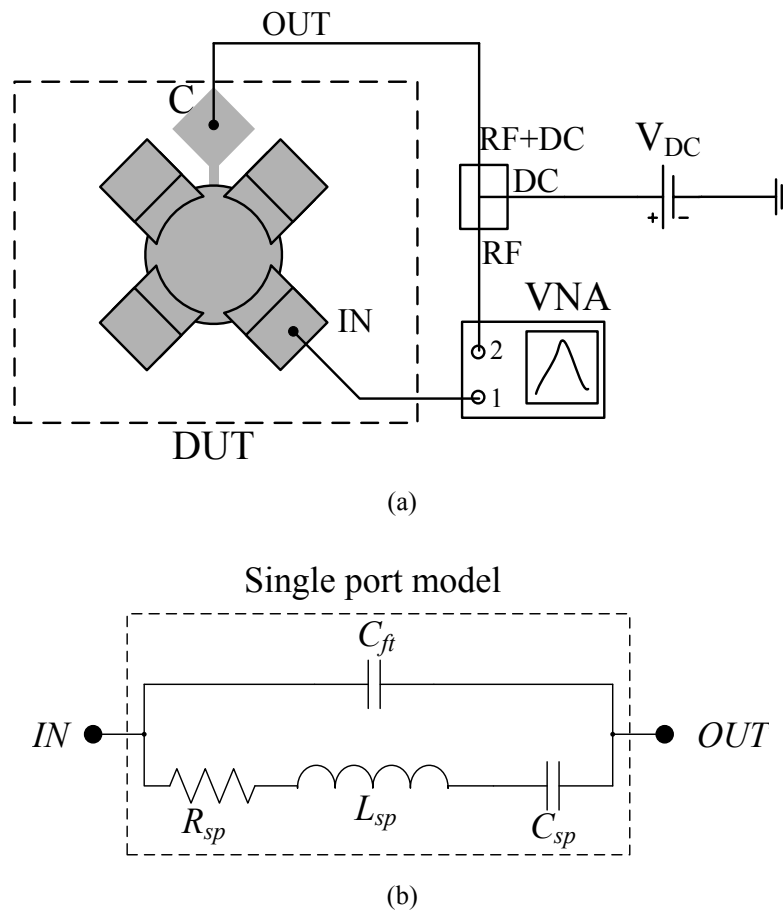 OUT
C
RF+DC
V_DC
DC
+ -
RF
IN
VNA
2
1
DUT
(a)
Single port model
C_ft
IN
OUT
R_sp
L_sp
C_sp
(b)